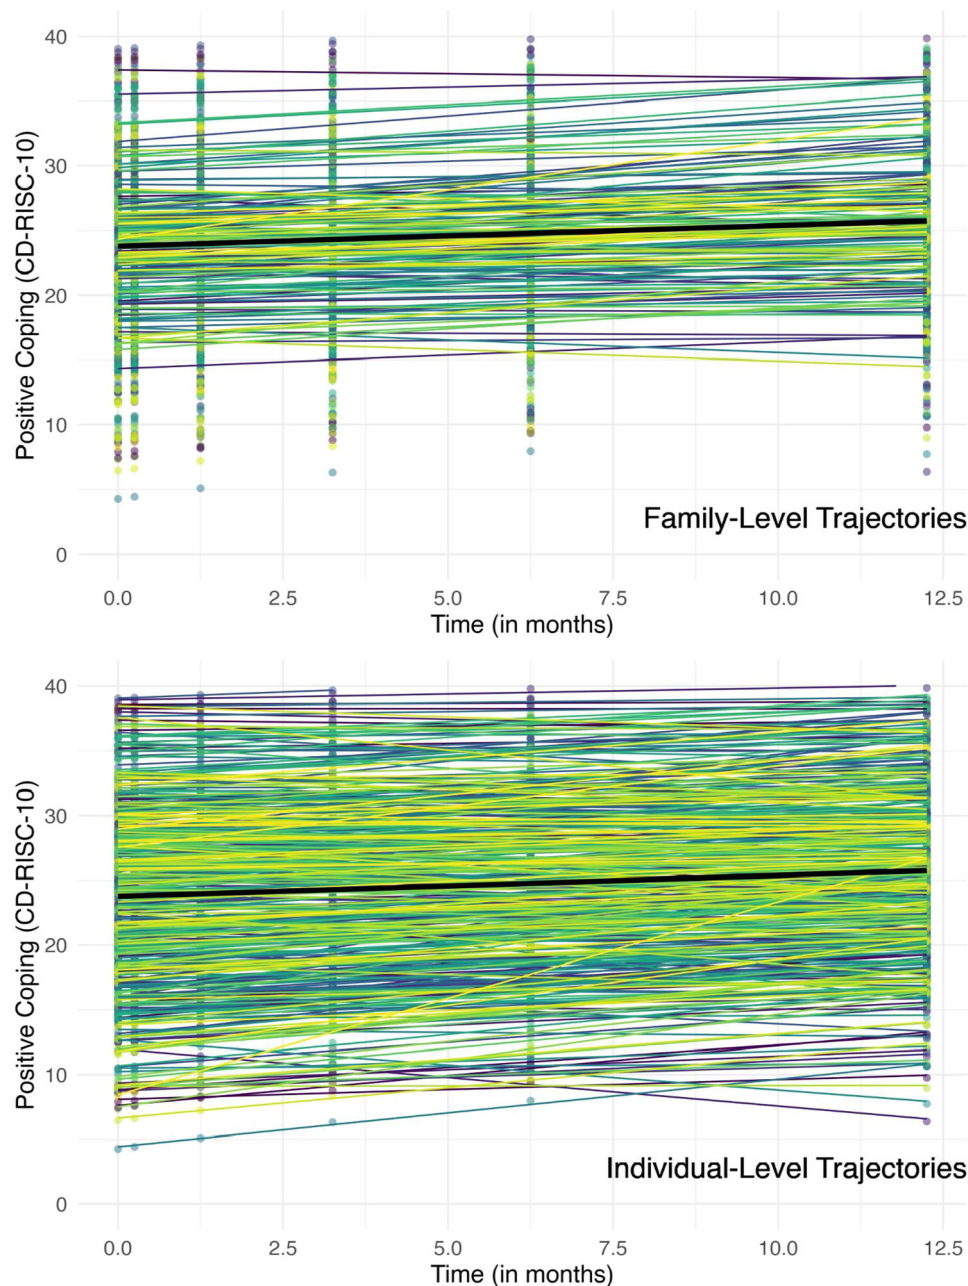 40
30
20
10
0
Positive Coping (CD-RISC-10)
Family-Level Trajectories
0.0 2.5 5.0 7.5 10.0 12.5
Time (in months)
40
30
20
10
0
Positive Coping (CD-RISC-10)
Individual-Level Trajectories
0.0 2.5 5.0 7.5 10.0 12.5
Time (in months)